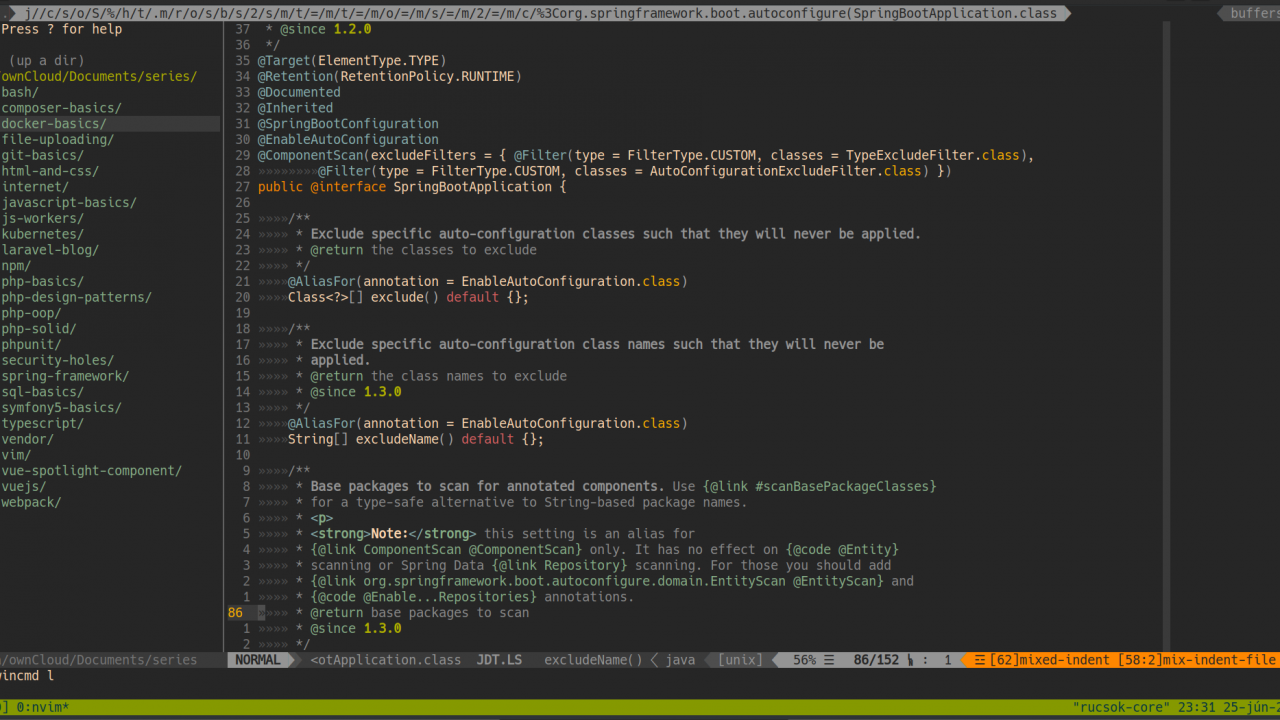 j//c/s/o/S/%/h/t/.m/r/o/s/b/s/2/s/m/t/=/m/t/=/m/o/=/m/s/=/m/2/=/m/c/%3Corg.springframework.boot.autoconfigure(SpringBootApplication.class buffers
Press ? for help
(up a dir)
ownCloud/Documents/series/
bash/
composer-basics/
docker-basics/
file-uploading/
git-basics/
html-and-css/
internet/
javascript-basics/
js-workers/
kubernetes/
laravel-blog/
npm/
php-basics/
php-design-patterns/
php-oop/
php-solid/
phpunit/
security-holes/
spring-framework/
sql-basics/
symfony5-basics/
typescript/
vendor/
vim/
vue-spotlight-component/
vuejs/
webpack/
37  * @since 1.2.0
36  */
35 @Target(ElementType.TYPE)
34 @Retention(RetentionPolicy.RUNTIME)
33 @Documented
32 @Inherited
31 @SpringBootConfiguration
30 @EnableAutoConfiguration
29 @ComponentScan(excludeFilters = { @Filter(type = FilterType.CUSTOM, classes = TypeExcludeFilter.class),
28 »»»»»»»»@Filter(type = FilterType.CUSTOM, classes = AutoConfigurationExcludeFilter.class) })
27 public @interface SpringBootApplication {
26
25 »»»»/**
24 »»»» * Exclude specific auto-configuration classes such that they will never be applied.
23 »»»» * @return the classes to exclude
22 »»»» */
21 »»»»@AliasFor(annotation = EnableAutoConfiguration.class)
20 »»»»Class<?>[] exclude() default {};
19
18 »»»»/**
17 »»»» * Exclude specific auto-configuration class names such that they will never be
16 »»»» * applied.
15 »»»» * @return the class names to exclude
14 »»»» * @since 1.3.0
13 »»»» */
12 »»»»@AliasFor(annotation = EnableAutoConfiguration.class)
11 »»»»String[] excludeName() default {};
10
9 »»»»/**
8 »»»» * Base packages to scan for annotated components. Use {@link #scanBasePackageClasses}
7 »»»» * for a type-safe alternative to String-based package names.
6 »»»» * <p>
5 »»»» * <strong>Note:</strong> this setting is an alias for
4 »»»» * {@link ComponentScan @ComponentScan} only. It has no effect on {@code @Entity}
3 »»»» * scanning or Spring Data {@link Repository} scanning. For those you should add
2 »»»» * {@link org.springframework.boot.autoconfigure.domain.EntityScan @EntityScan} and
1 »»»» * {@code @Enable...Repositories} annotations.
86 »»»» * @return base packages to scan
1 »»»» * @since 1.3.0
2 »»»» */
/ownCloud/Documents/series NORMAL <otApplication.class JDT.LS excludeName() java [unix] 56% ☰ 86/152 : 1 ☲ [62]mixed-indent [58:2]mix-indent-file
wincmd l
] 0:nvim* "rucsok-core" 23:31 25-jún-2